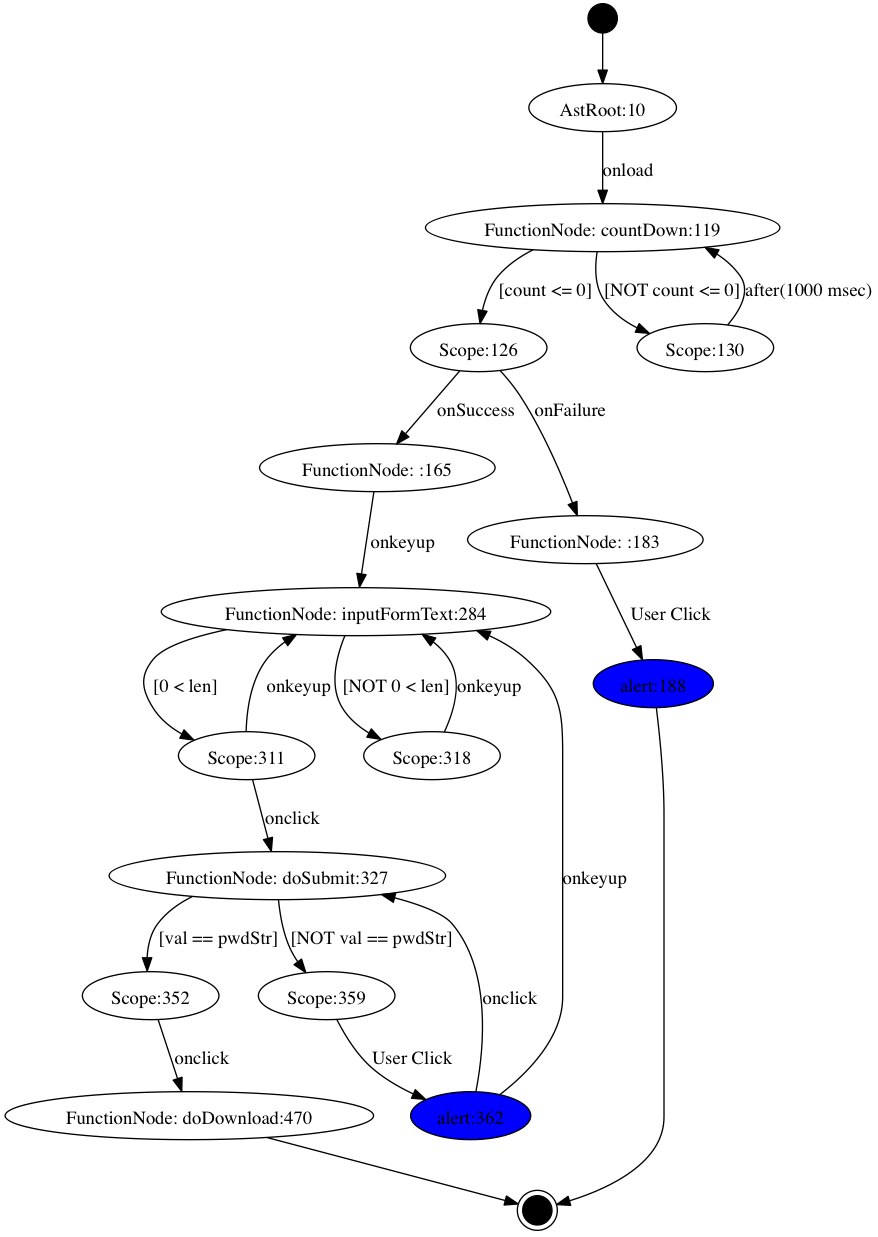 AstRoot:10
onload
FunctionNode: countDown:119
[count <= 0]
[NOT count <= 0]
after(1000 msec)
Scope:126
Scope:130
onSuccess
onFailure
FunctionNode: :165
FunctionNode: :183
onkeyup
User Click
FunctionNode: inputFormText:284
alert:188
[0 < len]
onkeyup
[NOT 0 < len]
onkeyup
Scope:311
Scope:318
onclick
onkeyup
FunctionNode: doSubmit:327
[val == pwdStr]
[NOT val == pwdStr]
Scope:352
Scope:359
onclick
onclick
User Click
FunctionNode: doDownload:470
alert:362